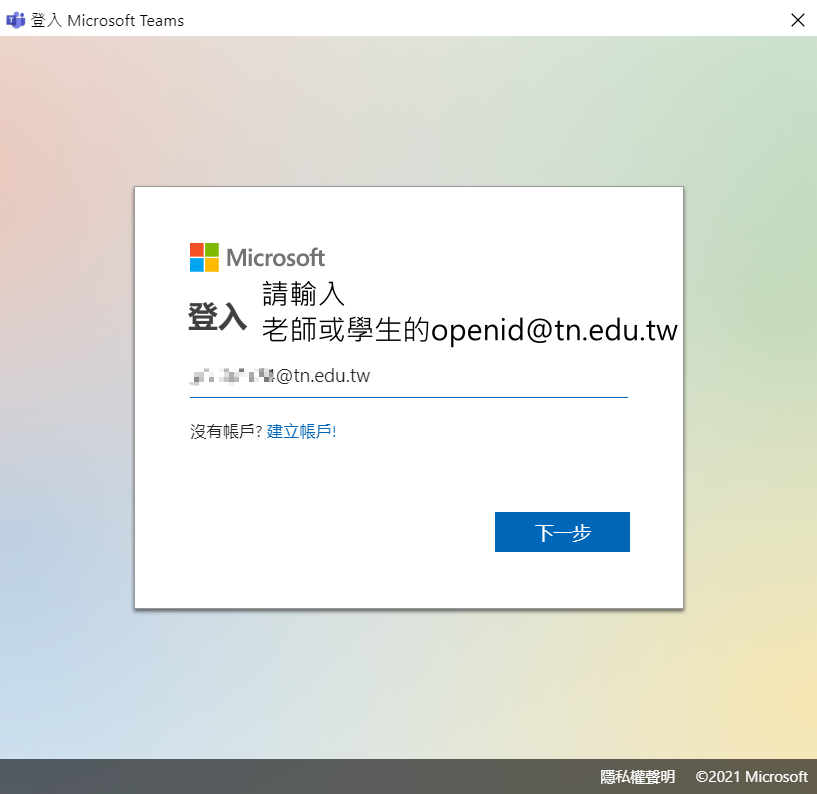 登入 Microsoft Teams
Microsoft
登入
請輸入
老師或學生的openid@tn.edu.tw
@tn.edu.tw
沒有帳戶? 建立帳戶!
下一步
隱私權聲明 ©2021 Microsoft